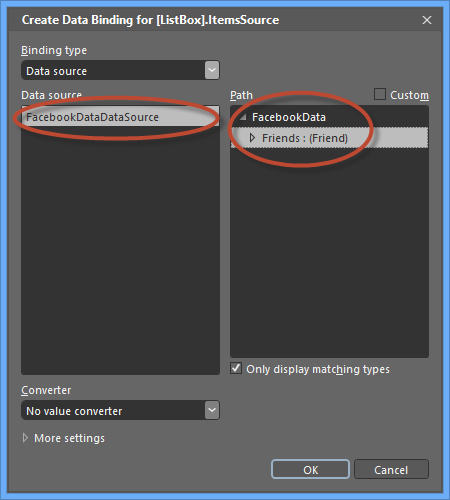 Create Data Binding for [ListBox].ItemsSource
Binding type
Data source
Data source
FacebookDataDataSource
Path
Custom
FacebookData
Friends : (Friend)
Only display matching types
Converter
No value converter
More settings
OK
Cancel